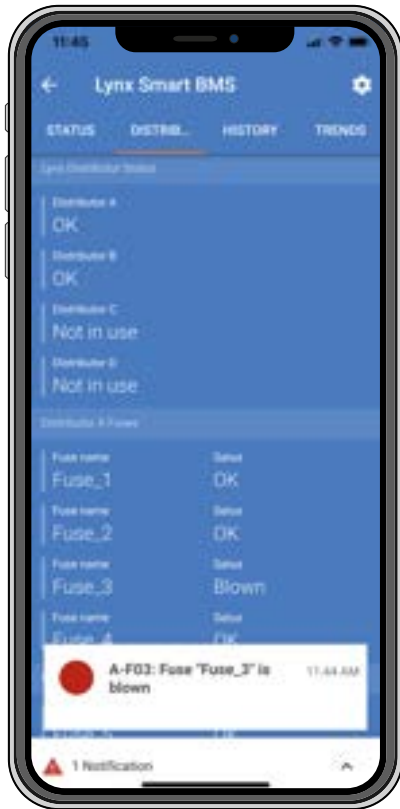 11:45
Lynx Smart BMS
STATUS DISTRIB... HISTORY TRENDS
Lynx Distributor Status
Distributor A
OK
Distributor B
OK
Distributor C
Not in use
Distributor D
Not in use
Distributor A Fuses
Fuse name Status
Fuse_1 OK
Fuse name Status
Fuse_2 OK
Fuse name Status
Fuse_3 Blown
Fuse name Status
Fuse_4 OK
A-F03: Fuse "Fuse_3" is 11:44 AM
blown
1 Notification